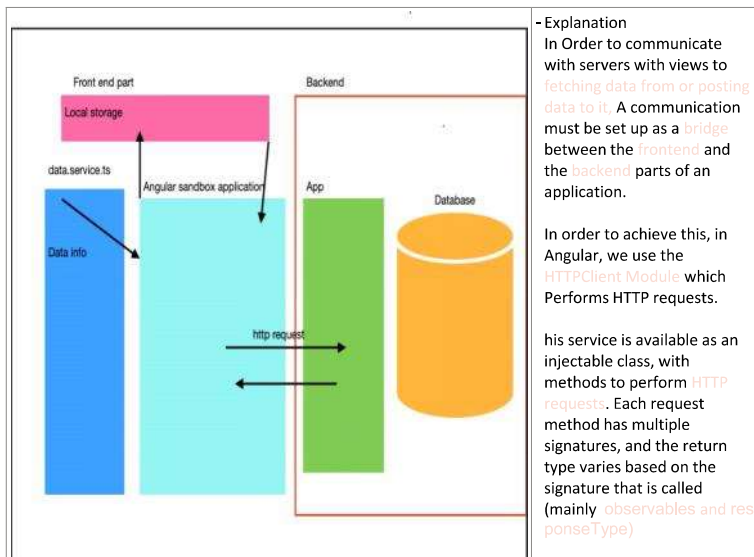 Front end part
Backend
Local storage
data.service.ts
Angular sandbox application
App
Database
Data info
http request
- Explanation
In Order to communicate
with servers with views to
fetching data from or posting
data to it, A communication
must be set up as a bridge
between the frontend and
the backend parts of an
application.
In order to achieve this, in
Angular, we use the
HTTPClient Module which
Performs HTTP requests.
his service is available as an
injectable class, with
methods to perform HTTP
requests. Each request
method has multiple
signatures, and the return
type varies based on the
signature that is called
(mainly observables and res
ponseType)